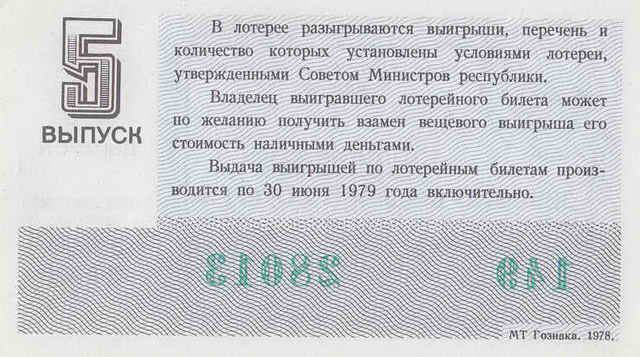 5
ВЫПУСК
В лотерее разыгрываются выигрыши, перечень и
количество которых установлены условиями лотереи,
утвержденными Советом Министров республики.
Владелец выигравшего лотерейного билета может
по желанию получить взамен вещевого выигрыша его
стоимость наличными деньгами.
Выдача выигрышей по лотерейным билетам произ-
водится по 30 июня 1979 года включительно.
МТ Гознака. 1978.